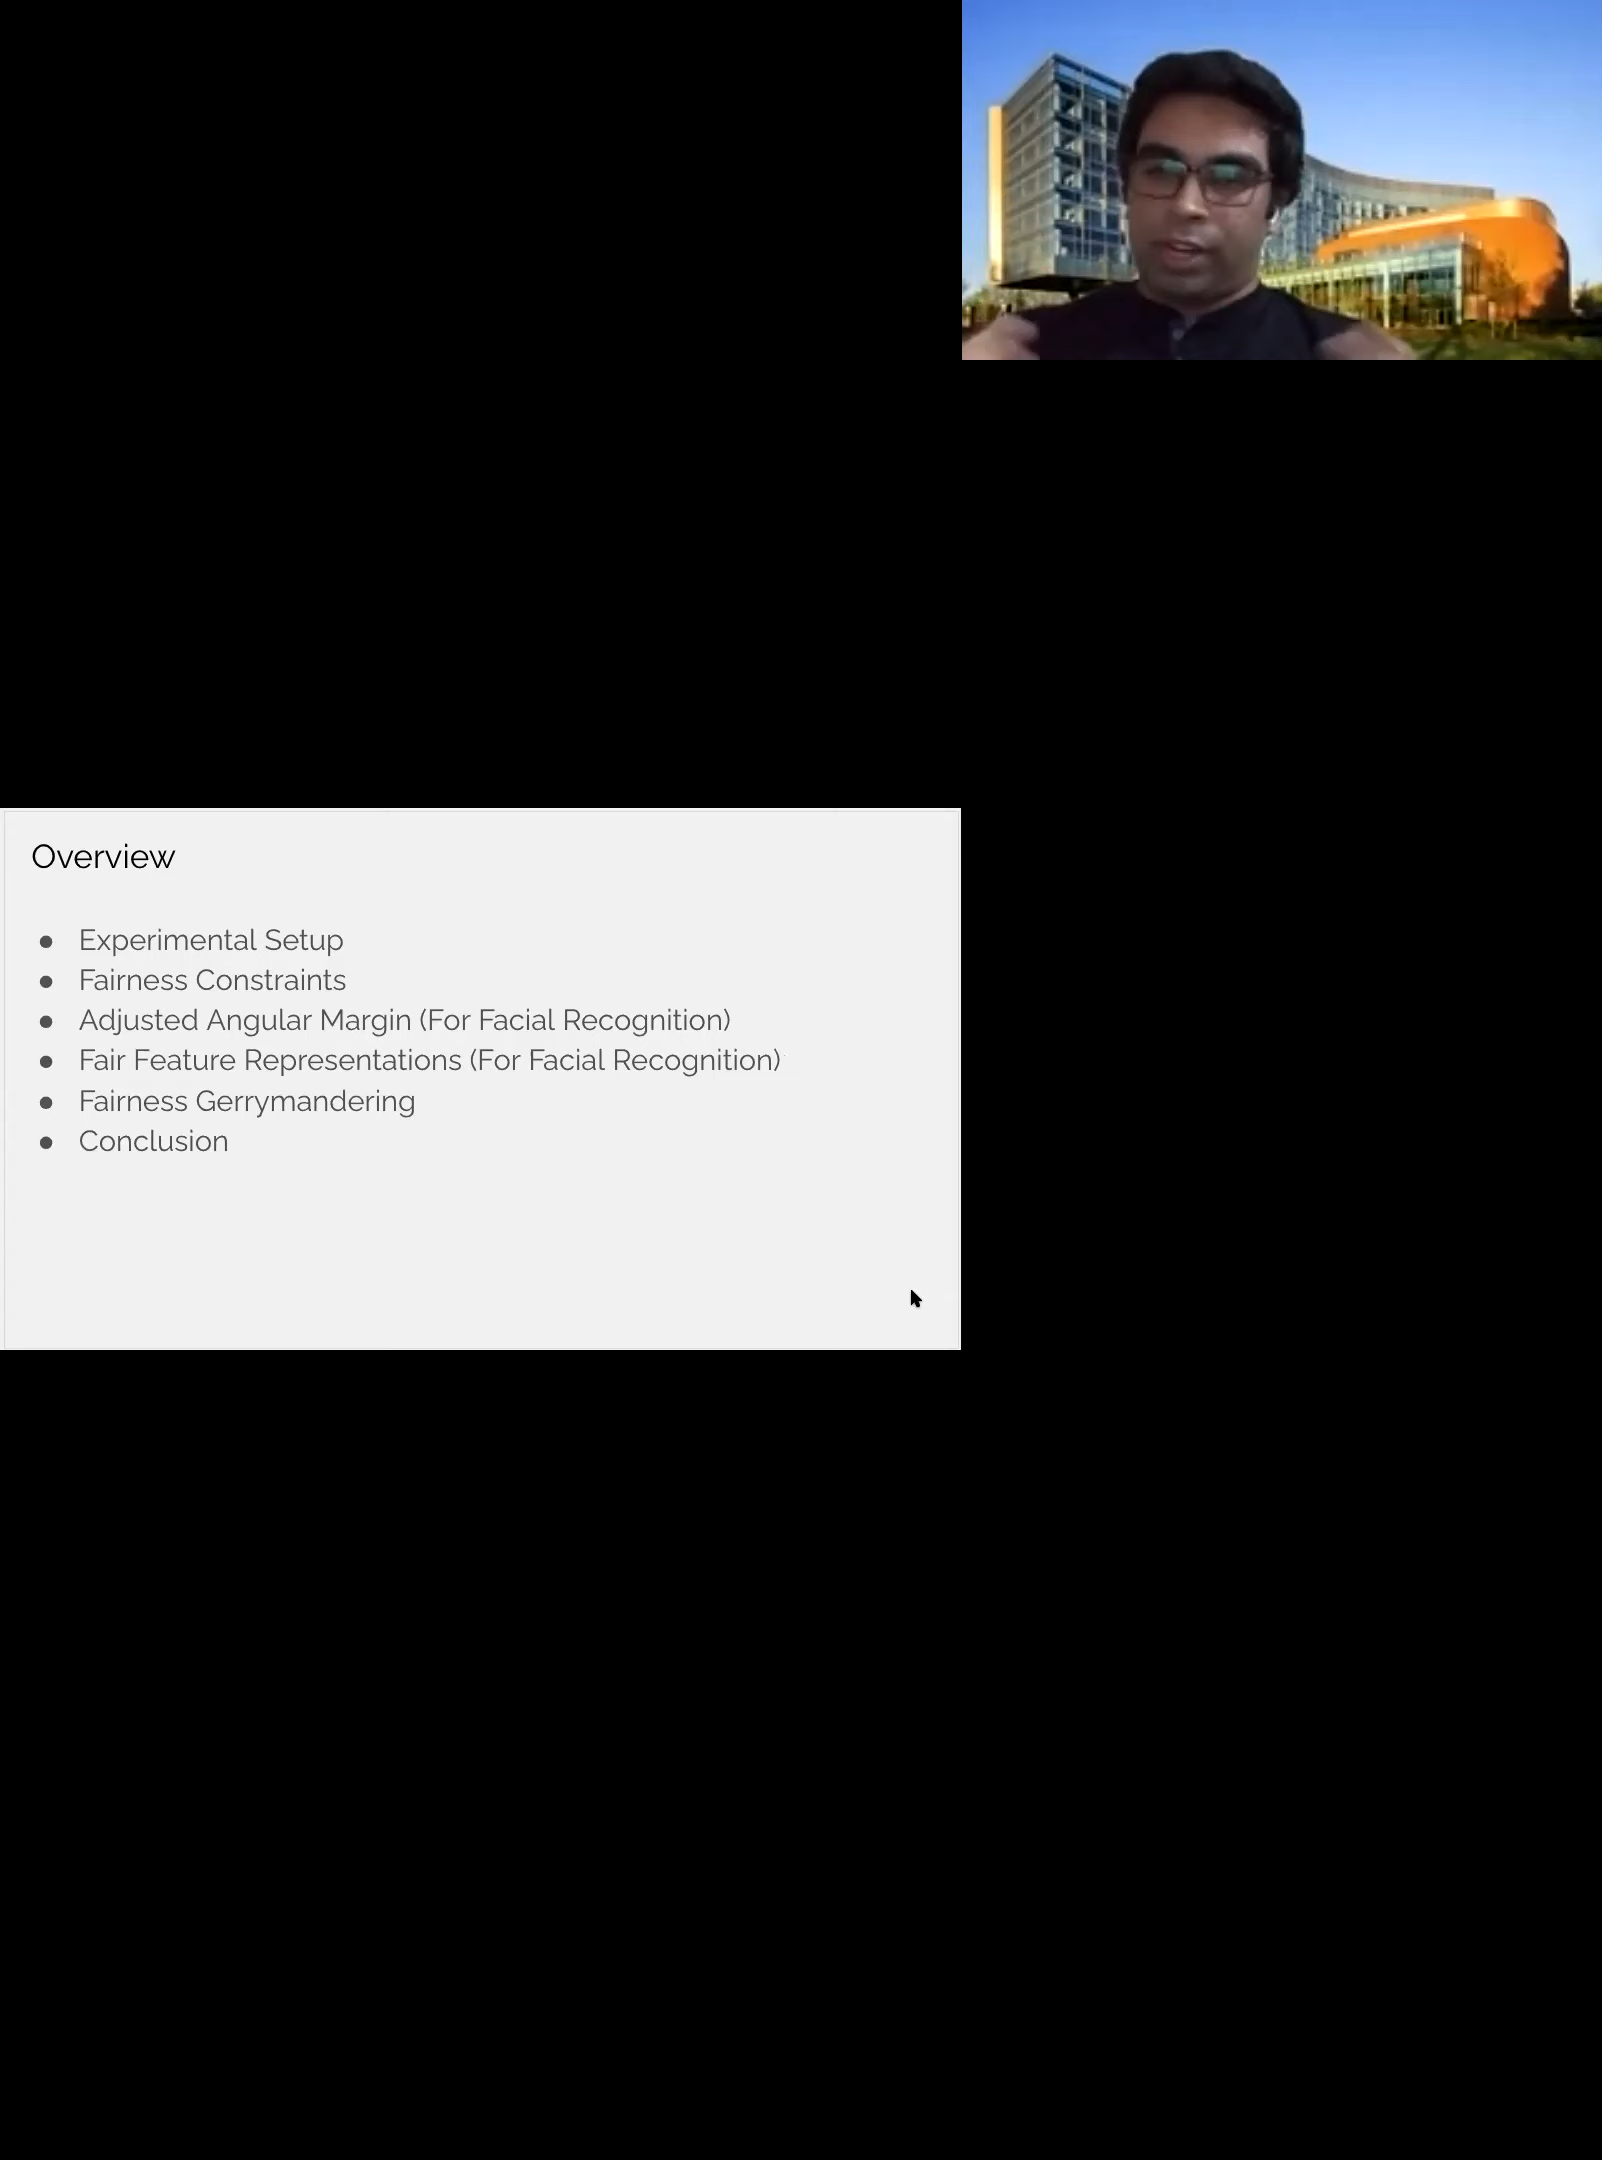 Overview
● Experimental Setup
● Fairness Constraints
● Adjusted Angular Margin (For Facial Recognition)
● Fair Feature Representations (For Facial Recognition)
● Fairness Gerrymandering
● Conclusion